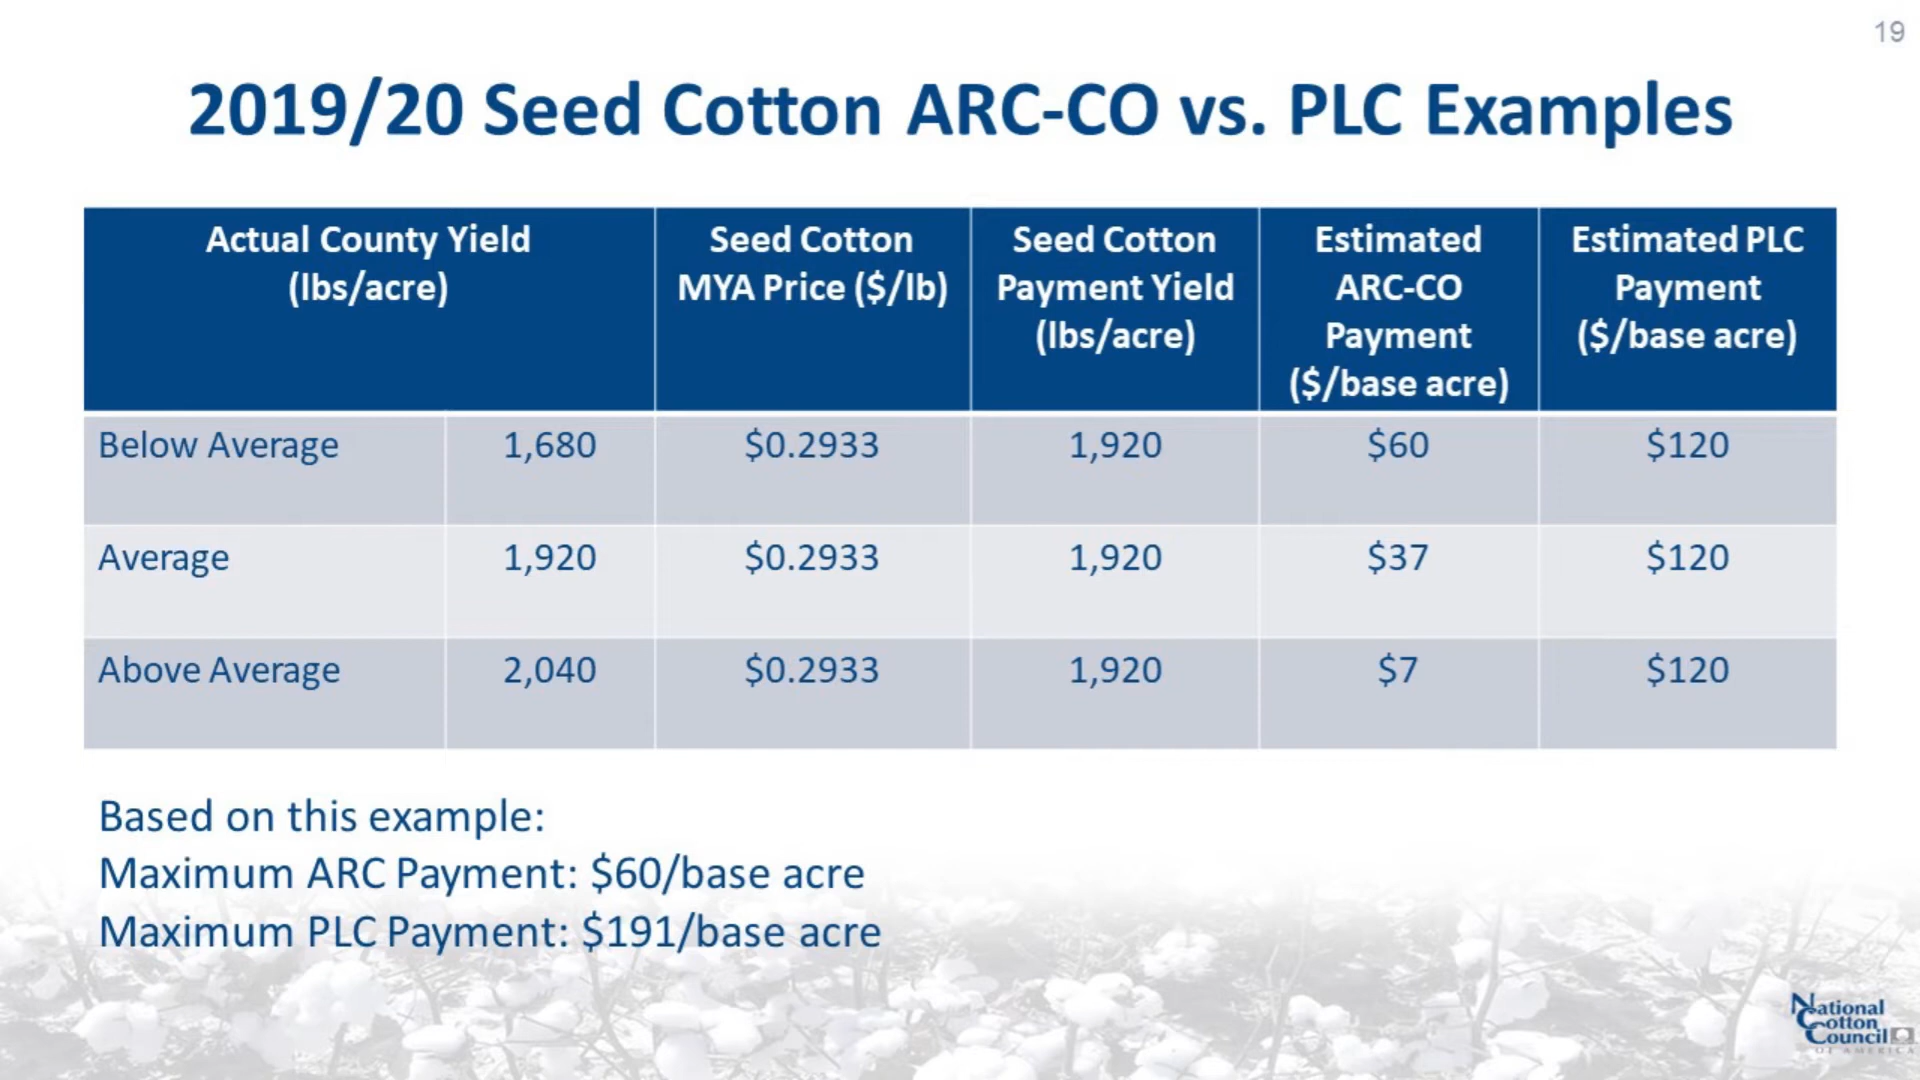 19
2019/20 Seed Cotton ARC-CO vs. PLC Examples
Actual County Yield
(lbs/acre)
Seed Cotton
MYA Price ($/lb)
Seed Cotton
Payment Yield
(lbs/acre)
Estimated
ARC-CO
Payment
($/base acre)
Estimated PLC
Payment
($/base acre)
Below Average 1,680 $0.2933 1,920 $60 $120
Average 1,920 $0.2933 1,920 $37 $120
Above Average 2,040 $0.2933 1,920 $7 $120
Based on this example:
Maximum ARC Payment: $60/base acre
Maximum PLC Payment: $191/base acre
National
Cotton
Council
OF AMERICA